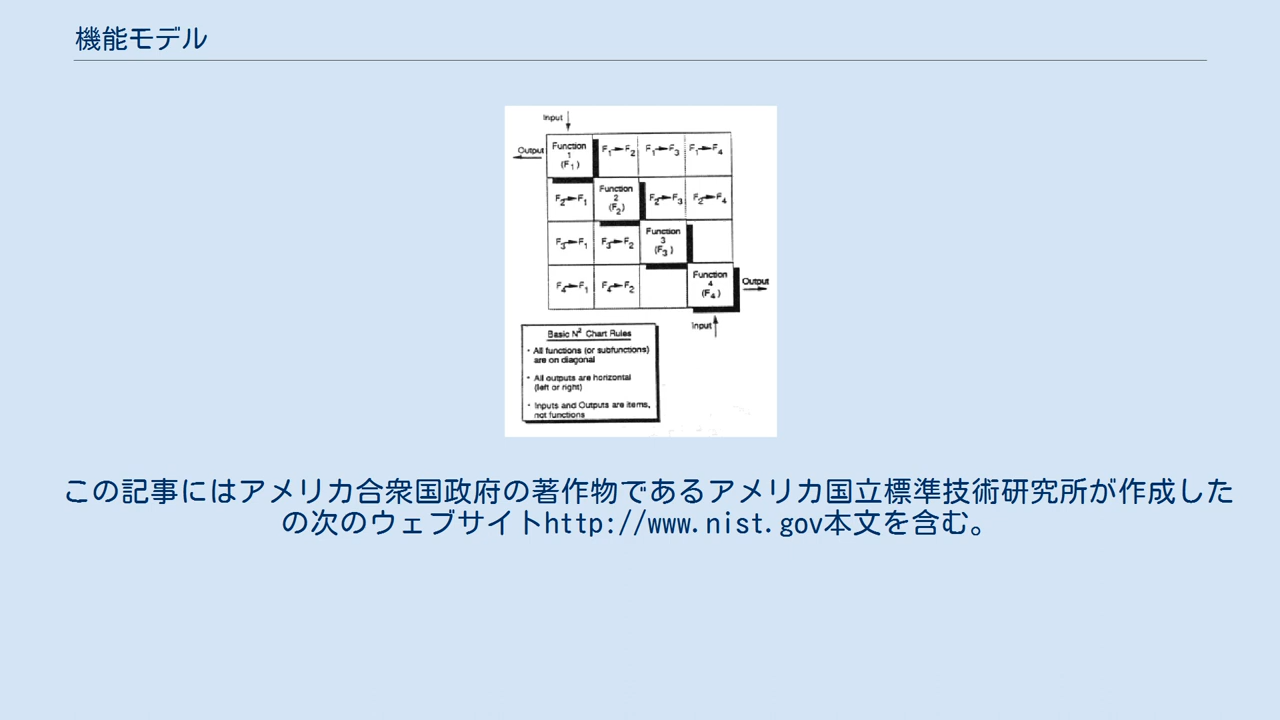 機能モデル
Input
Output
Function 1 (F1) F1→F2 F1→F3 F1→F4
F2→F1 Function 2 (F2) F2→F3 F2→F4
F3→F1 F3→F2 Function 3 (F3)
F4→F1 F4→F2 Function 4 (F4)
Output
Input
Basic N² Chart Rules
・ All functions (or subfunctions)
are on diagonal
・ All outputs are horizontal
(left or right)
・ Inputs and Outputs are items,
not functions
この記事にはアメリカ合衆国政府の著作物であるアメリカ国立標準技術研究所が作成した
の次のウェブサイトhttp://www.nist.gov本文を含む。